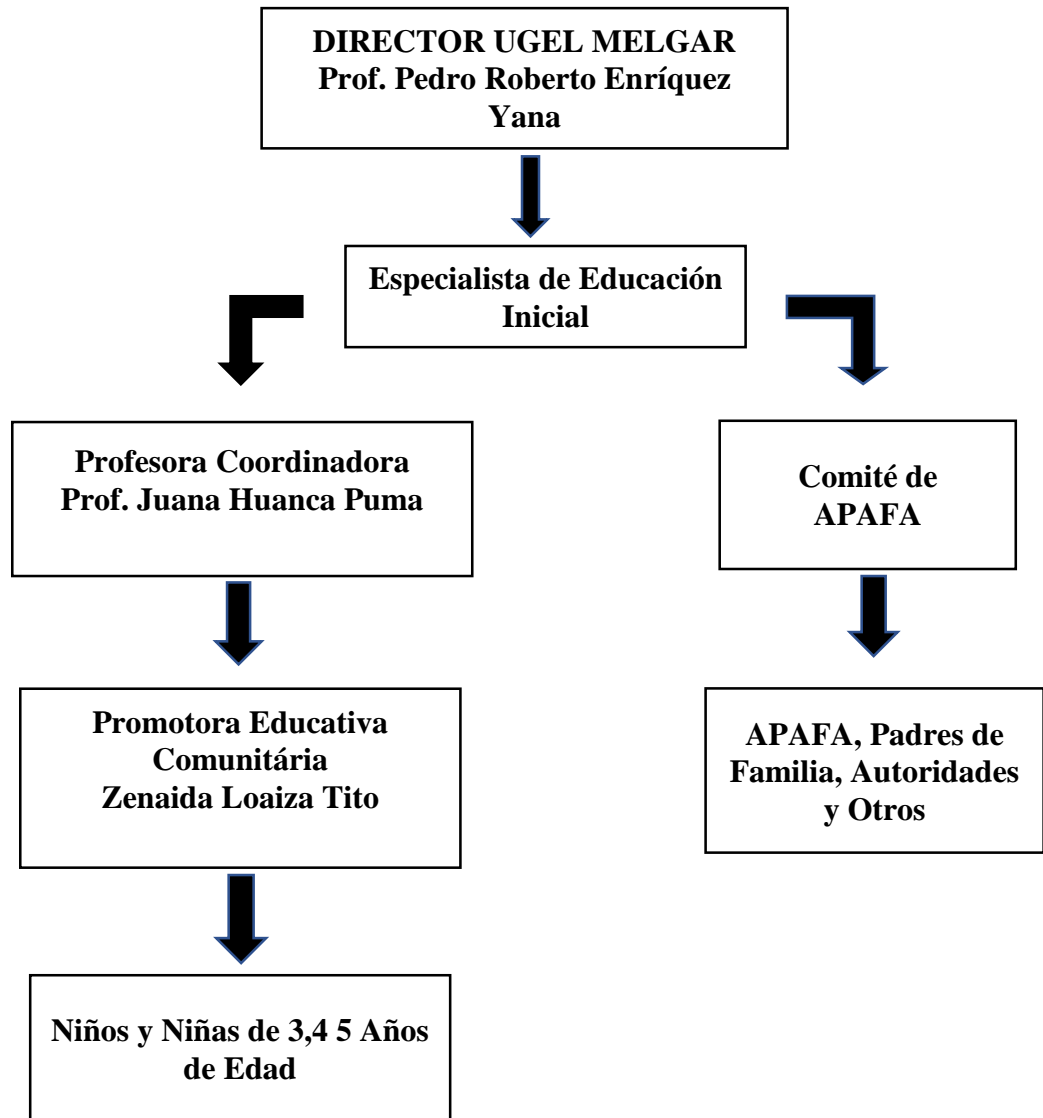 DIRECTOR UGEL MELGAR
Prof. Pedro Roberto Enríquez
Yana
Especialista de Educación
Inicial
Profesora Coordinadora
Prof. Juana Huanca Puma
Comité de
APAFA
Promotora Educativa
Comunitária
Zenaida Loaiza Tito
APAFA, Padres de
Familia, Autoridades
y Otros
Niños y Niñas de 3,4 5 Años
de Edad